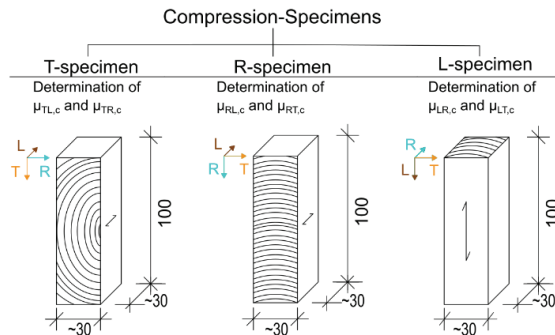 Compression-Specimens
T-specimen
Determination of
μTL,c and μTR,c
L
R
T
100
~30
~30
R-specimen
Determination of
μRL,c and μRT,c
L
T
R
100
~30
~30
L-specimen
Determination of
μLR,c and μLT,c
R
T
L
100
~30
~30